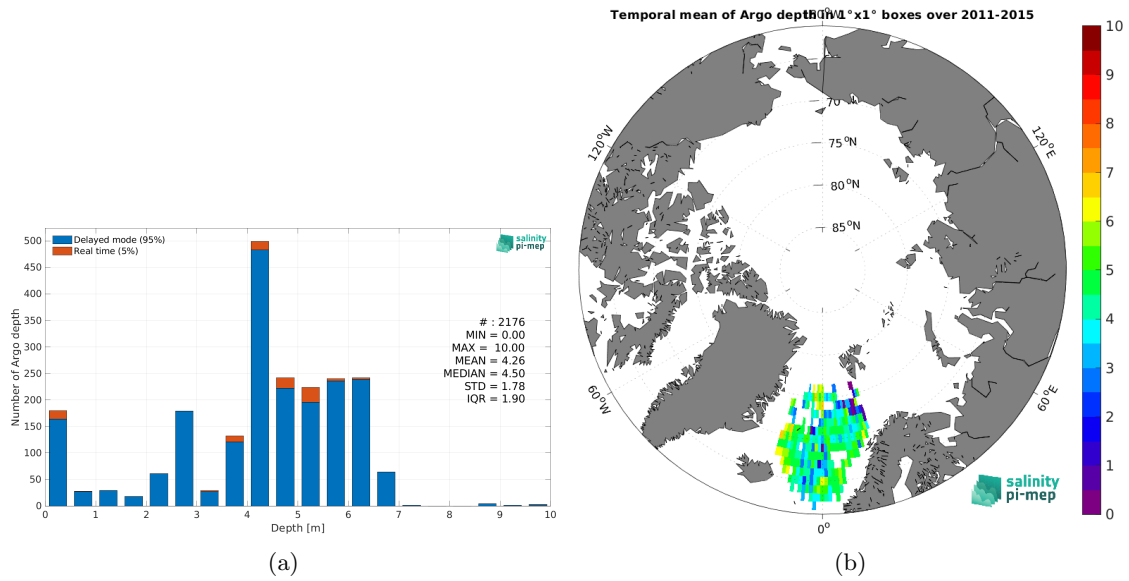 Temporal mean of Argo depth in 1°x1° boxes over 2011-2015
Delayed mode (95%)
Real time (5%)
salinity
pi-mep
# : 2176
MIN = 0.00
MAX = 10.00
MEAN = 4.26
MEDIAN = 4.50
STD = 1.78
IQR = 1.90
Number of Argo depth
500
450
400
350
300
250
200
150
100
50
0
0 1 2 3 4 5 6 7 8 9 10
Depth [m]
(a)
180°W
120°W
120°E
70°N
75°N
80°N
85°N
60°W
60°E
0°
salinity
pi-mep
10
9
8
7
6
5
4
3
2
1
0
(b)